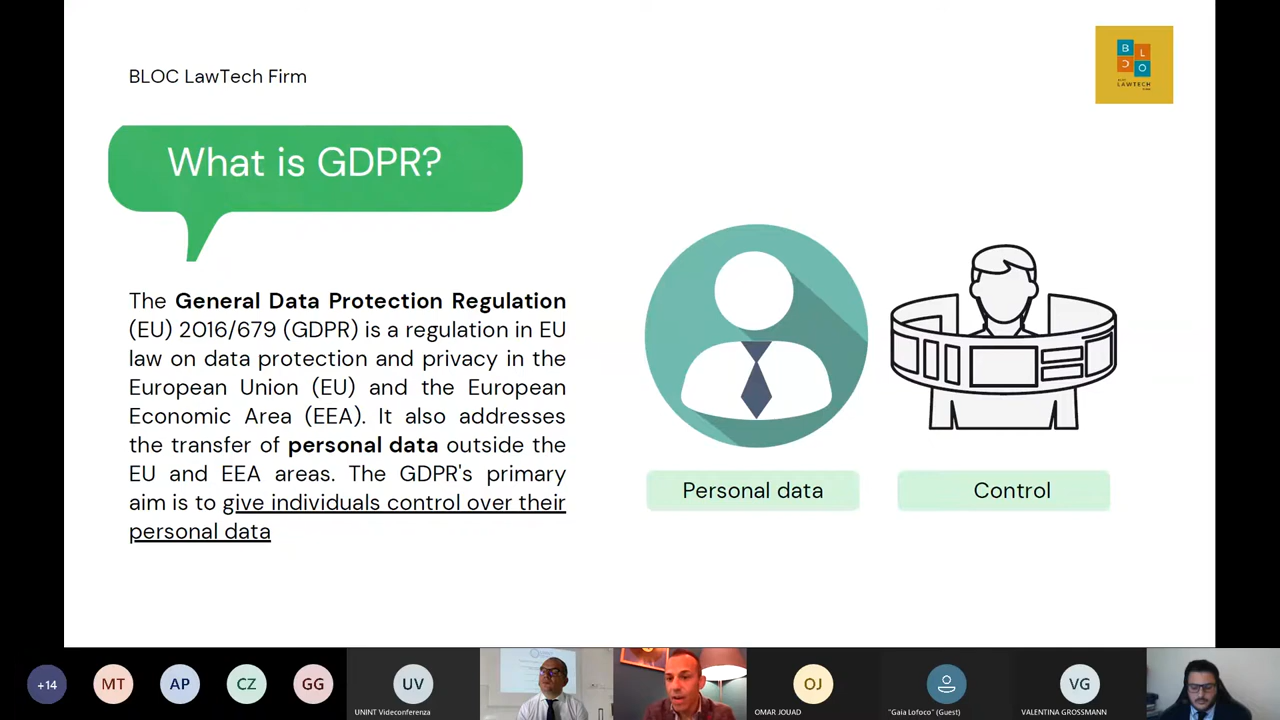 BLOC LawTech Firm
B
L
C
O
LAWTECH
What is GDPR?
The General Data Protection Regulation
(EU) 2016/679 (GDPR) is a regulation in EU
law on data protection and privacy in the
European Union (EU) and the European
Economic Area (EEA). It also addresses
the transfer of personal data outside the
EU and EEA areas. The GDPR's primary
aim is to give individuals control over their
personal data
Personal data
Control
+14
MT
AP
CZ
GG
UV
UNINT Videconferenza
OJ
OMAR JOUAD
"Gaia Lofoco" (Guest)
VG
VALENTINA GROSSMANN